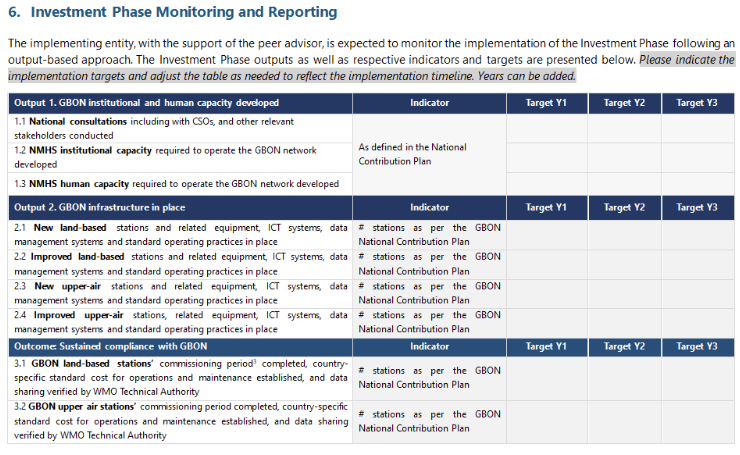 6. Investment Phase Monitoring and Reporting
The implementing entity, with the support of the peer advisor, is expected to monitor the implementation of the Investment Phase following an
output-based approach. The Investment Phase outputs as well as respective indicators and targets are presented below. Please indicate the
implementation targets and adjust the table as needed to reflect the implementation timeline. Years can be added.
Output 1. GBON institutional and human capacity developed Indicator Target Y1 Target Y2 Target Y3
1.1 National consultations including with CSOs, and other relevant
stakeholders conducted
1.2 NMHS institutional capacity required to operate the GBON network
developed
1.3 NMHS human capacity required to operate the GBON network developed
As defined in the National
Contribution Plan
Output 2. GBON infrastructure in place Indicator Target Y1 Target Y2 Target Y3
2.1 New land-based stations and related equipment, ICT systems, data
management systems and standard operating practices in place
# stations as per the GBON
National Contribution Plan
2.2 Improved land-based stations and related equipment, ICT systems, data
management systems and standard operating practices in place
# stations as per the GBON
National Contribution Plan
2.3 New upper-air stations and related equipment, ICT systems, data
management systems and standard operating practices in place
# stations as per the GBON
National Contribution Plan
2.4 Improved upper-air stations, related equipment, ICT systems, data
management systems and standard operating practices in place
# stations as per the GBON
National Contribution Plan
Outcome: Sustained compliance with GBON Indicator Target Y1 Target Y2 Target Y3
3.1 GBON land-based stations' commissioning period³ completed, country-
specific standard cost for operations and maintenance established, and data
sharing verified by WMO Technical Authority
# stations as per the GBON
National Contribution Plan
3.2 GBON upper air stations' commissioning period completed, country-specific
standard cost for operations and maintenance established, and data sharing
verified by WMO Technical Authority
# stations as per the GBON
National Contribution Plan